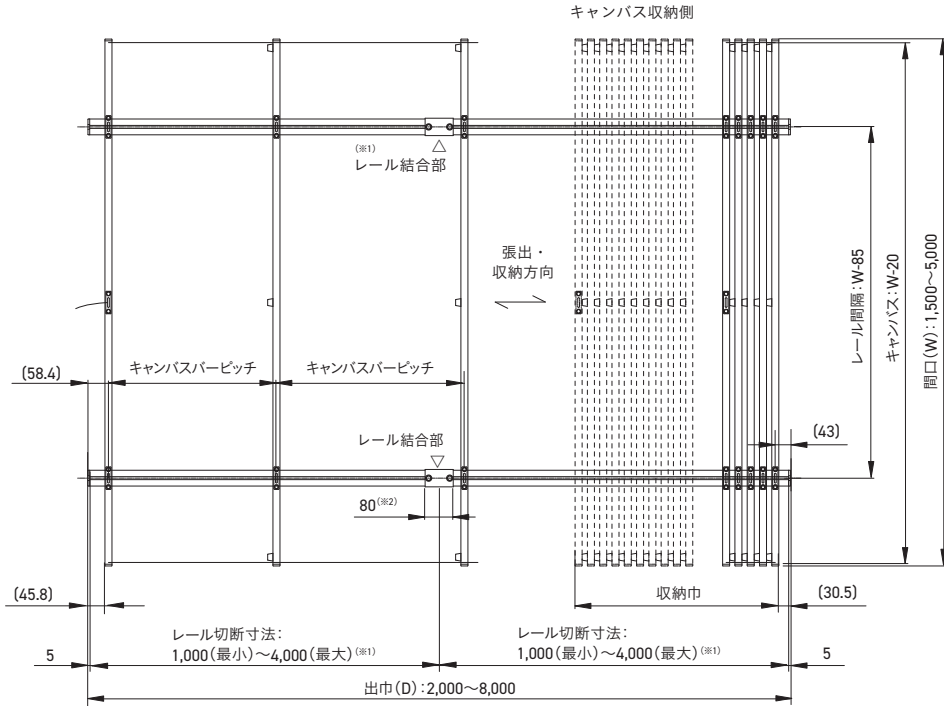 キャンバス収納側
(※1)
レール結合部
張出・
収納方向
レール間隔：W-85
キャンバス：W-20
間口(W)：1,500～5,000
(58.4)
キャンバスバーピッチ
キャンバスバーピッチ
レール結合部
(43)
80(※2)
(45.8)
収納巾
(30.5)
レール切断寸法：
1,000(最小)～4,000(最大)(※1)
レール切断寸法：
1,000(最小)～4,000(最大)(※1)
5
5
出巾(D)：2,000～8,000